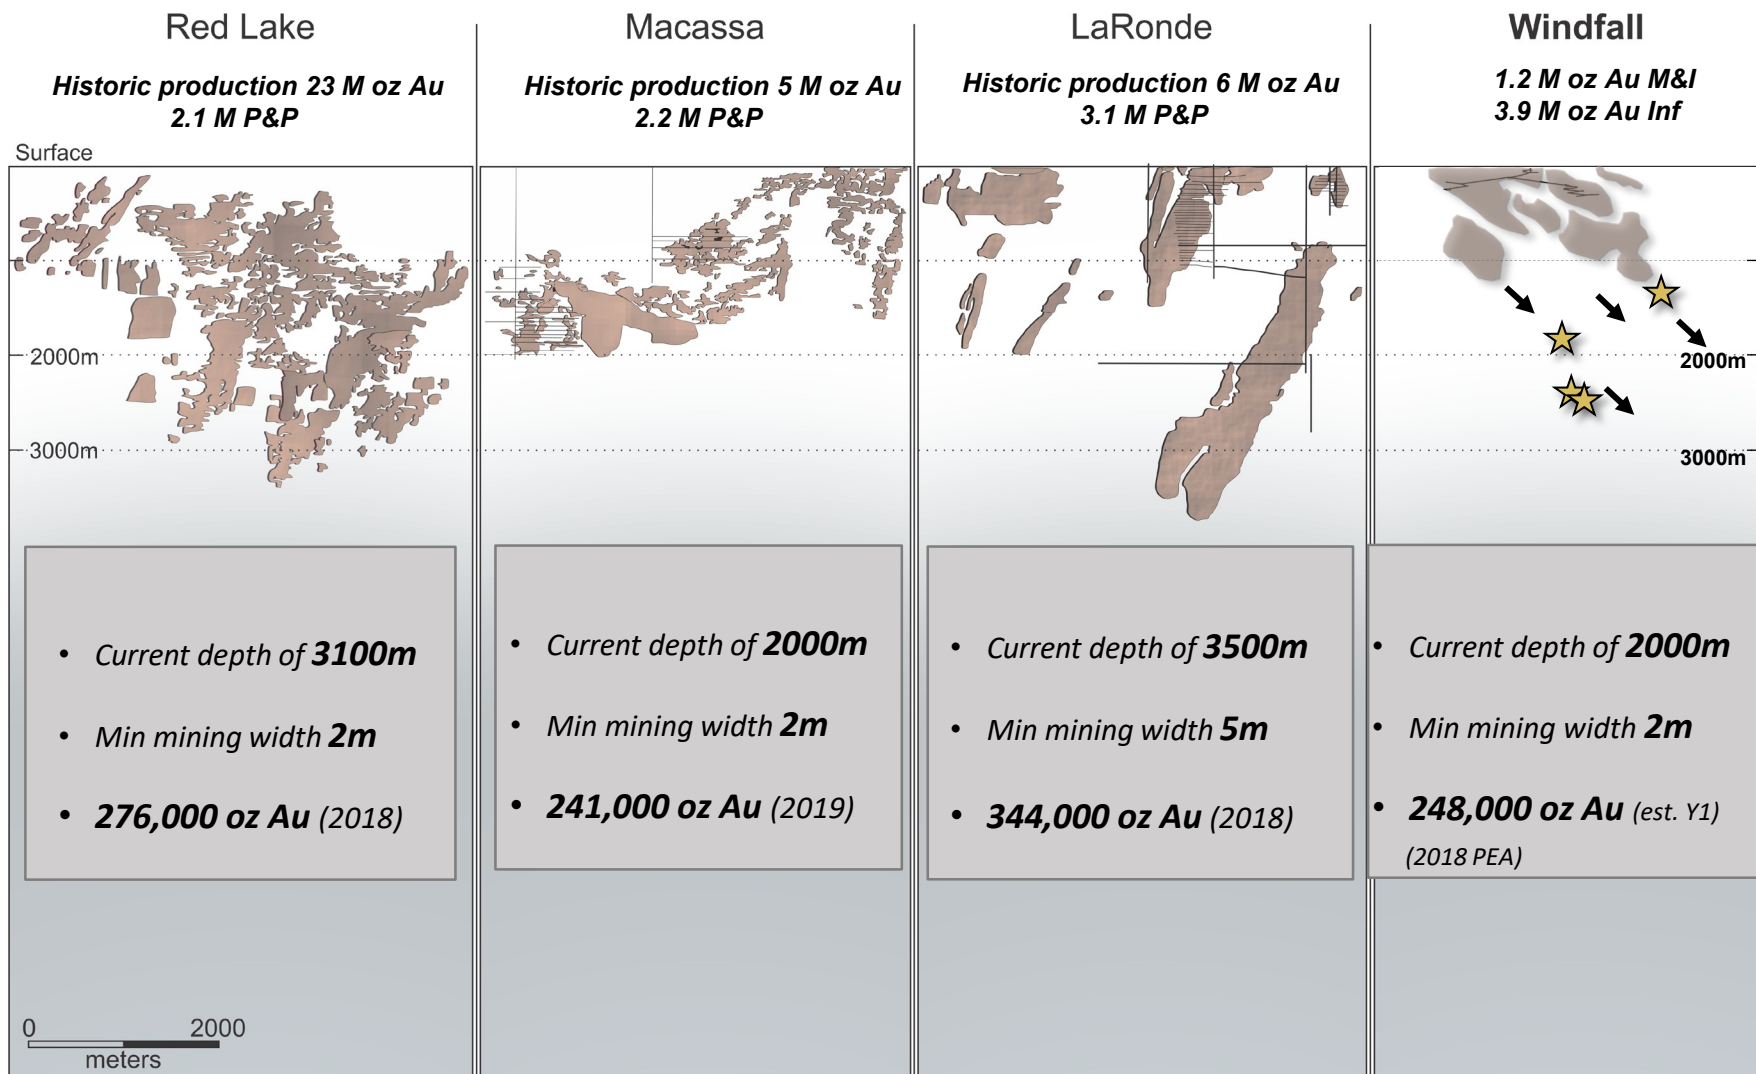 Red Lake
Historic production 23 M oz Au
2.1 M P&P
Macassa
Historic production 5 M oz Au
2.2 M P&P
LaRonde
Historic production 6 M oz Au
3.1 M P&P
Windfall
1.2 M oz Au M&I
3.9 M oz Au Inf
Surface
2000m
3000m
2000m
3000m
• Current depth of 3100m
• Min mining width 2m
• 276,000 oz Au (2018)
• Current depth of 2000m
• Min mining width 2m
• 241,000 oz Au (2019)
• Current depth of 3500m
• Min mining width 5m
• 344,000 oz Au (2018)
• Current depth of 2000m
• Min mining width 2m
• 248,000 oz Au (est. Y1)
(2018 PEA)
0 2000
meters